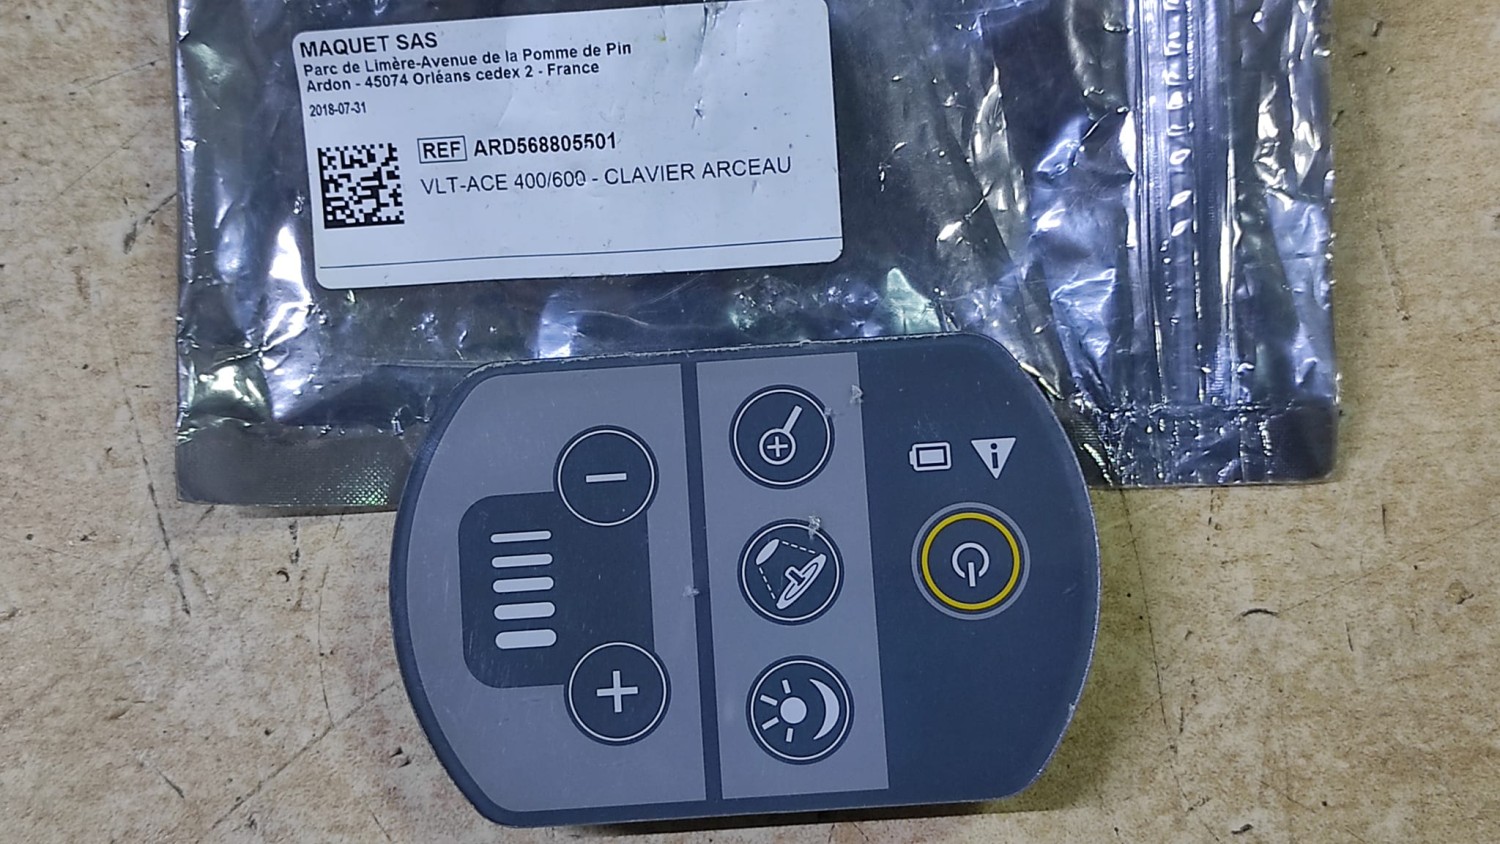 MAQUET SAS
Parc de Limère-Avenue de la Pomme de Pin
Ardon - 45074 Orléans cedex 2 - France
2018-07-31
REF ARD568805501
VLT-ACE 400/600 - CLAVIER ARCEAU